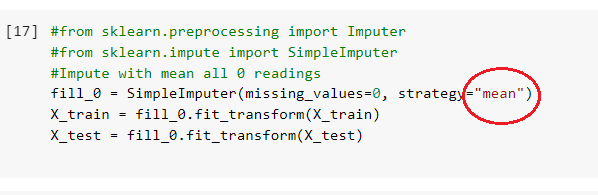 [17] #from sklearn.preprocessing import Imputer
#from sklearn.impute import SimpleImputer
#Impute with mean all 0 readings
fill_0 = SimpleImputer(missing_values=0, strategy="mean")
X_train = fill_0.fit_transform(X_train)
X_test = fill_0.fit_transform(X_test)